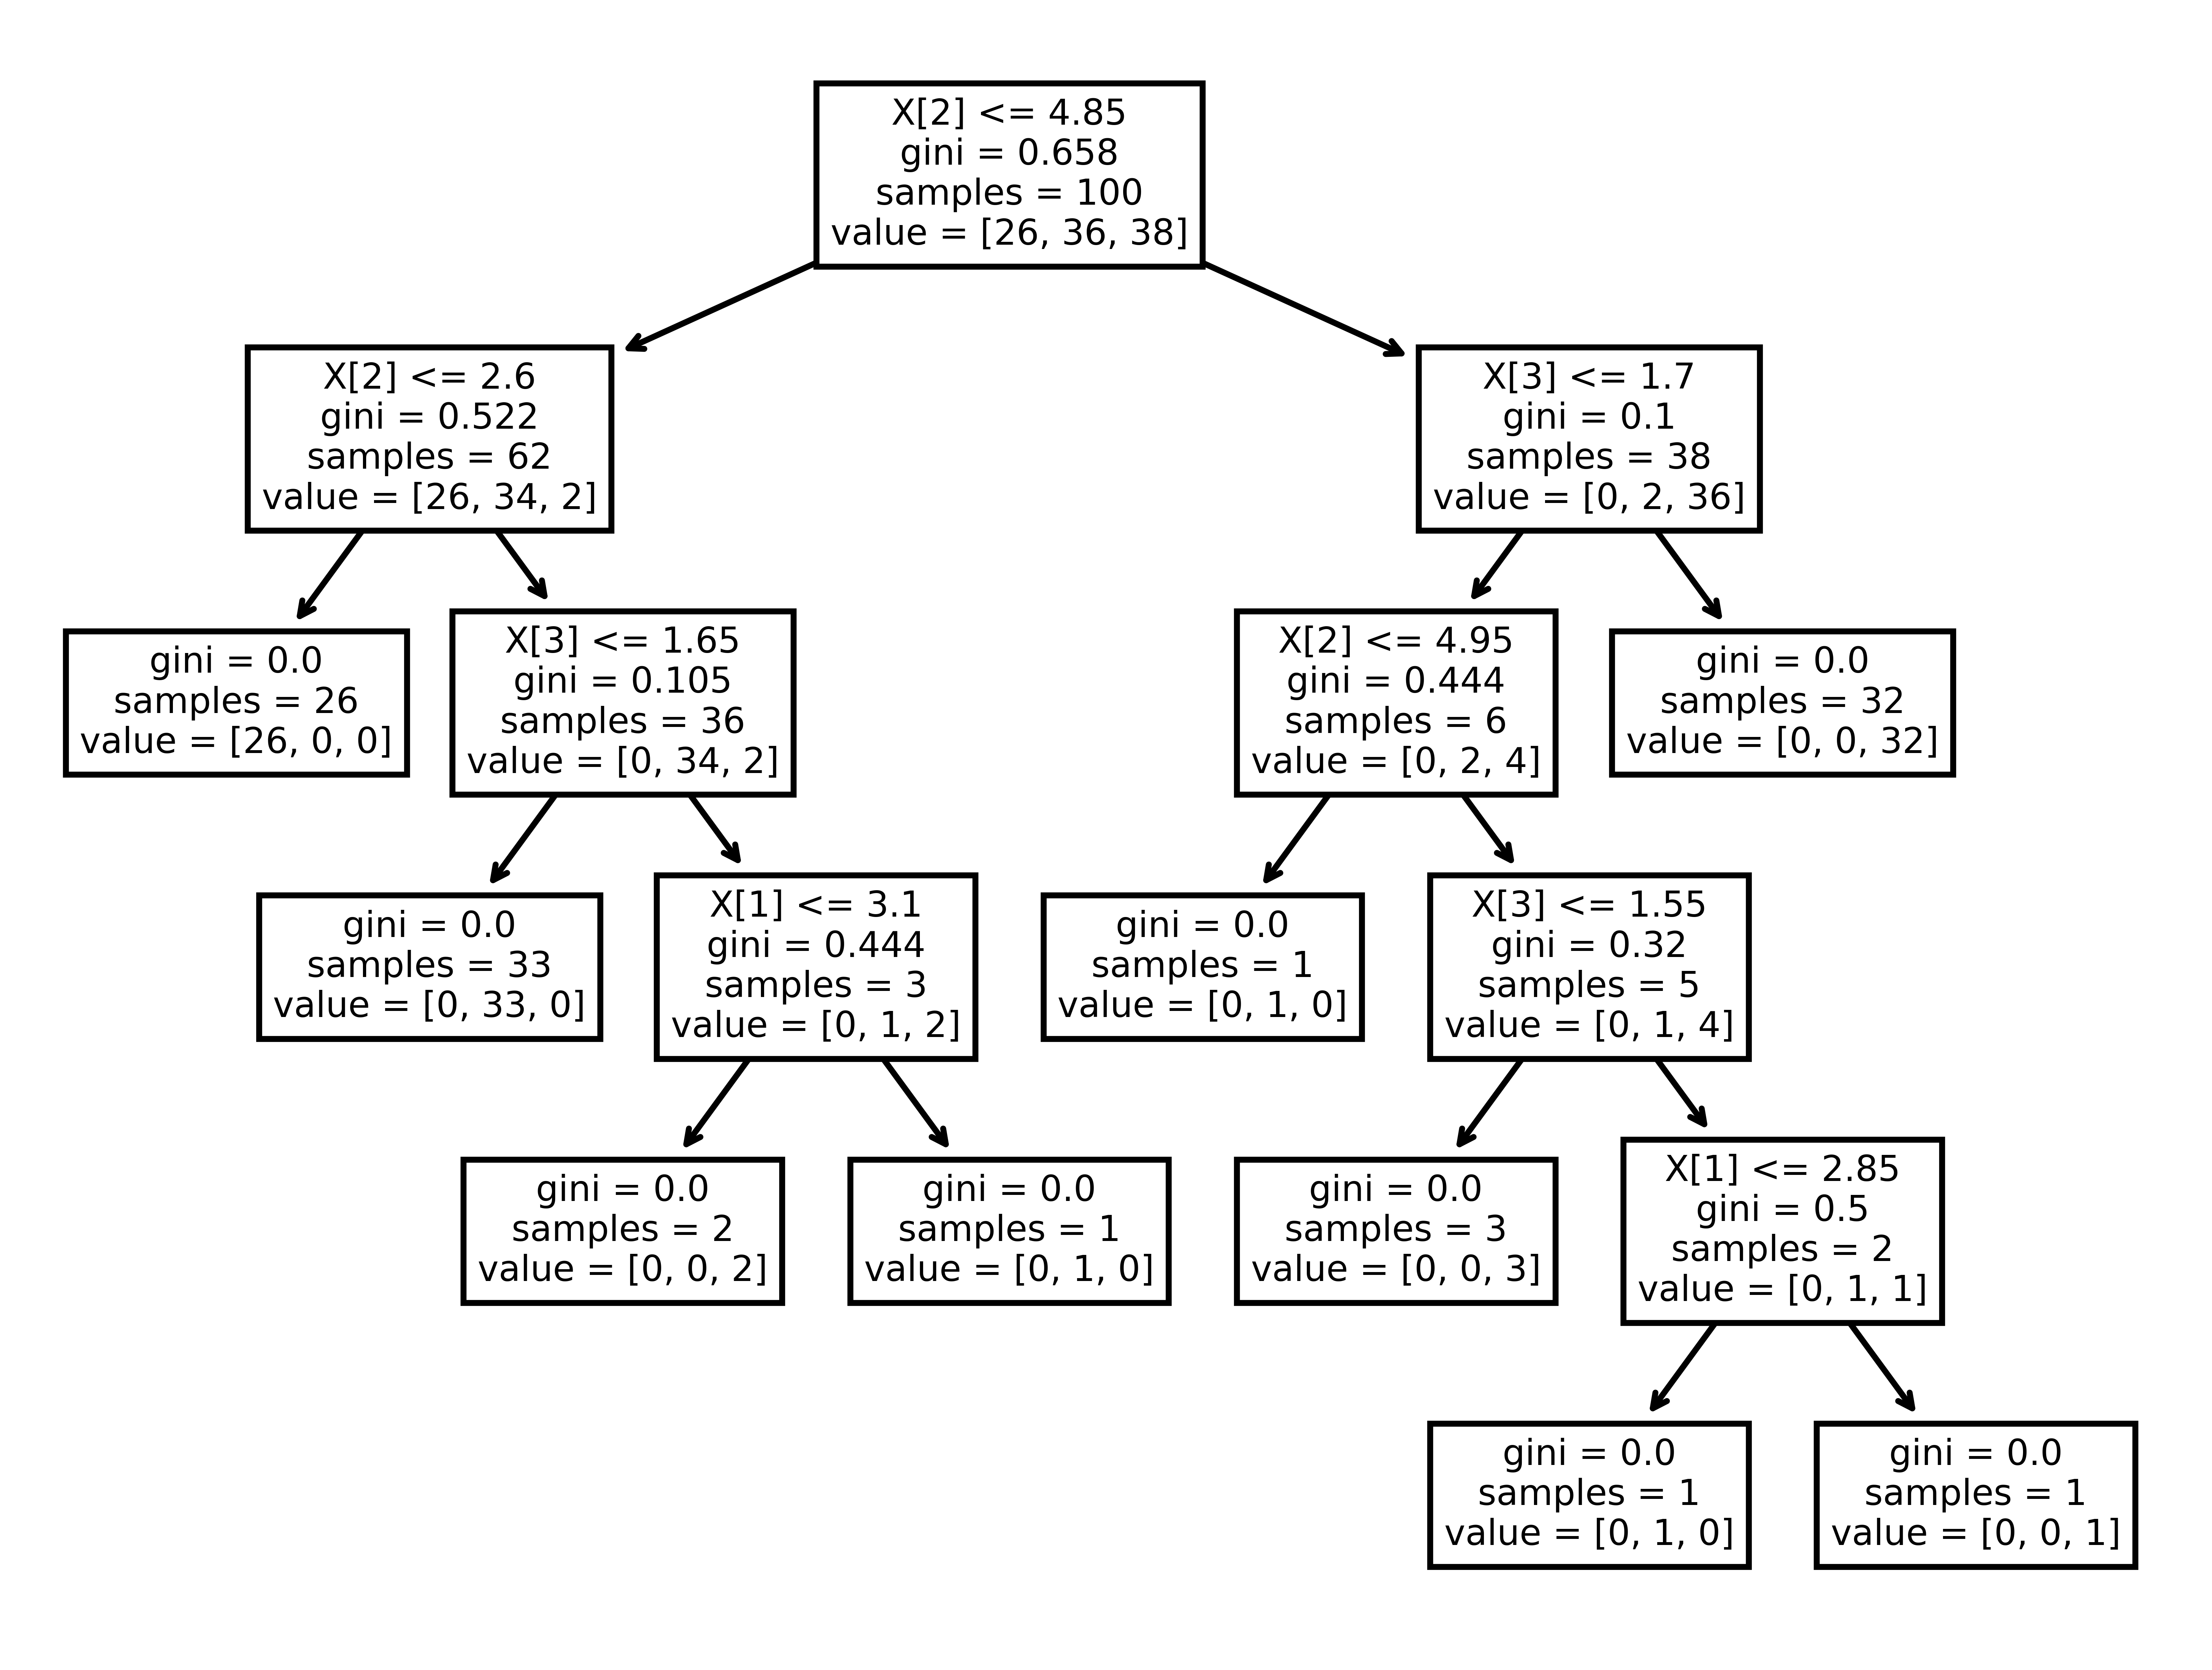 X[2] <= 4.85
gini = 0.658
samples = 100
value = [26, 36, 38]
X[2] <= 2.6
gini = 0.522
samples = 62
value = [26, 34, 2]
X[3] <= 1.7
gini = 0.1
samples = 38
value = [0, 2, 36]
gini = 0.0
samples = 26
value = [26, 0, 0]
X[3] <= 1.65
gini = 0.105
samples = 36
value = [0, 34, 2]
X[2] <= 4.95
gini = 0.444
samples = 6
value = [0, 2, 4]
gini = 0.0
samples = 32
value = [0, 0, 32]
gini = 0.0
samples = 33
value = [0, 33, 0]
X[1] <= 3.1
gini = 0.444
samples = 3
value = [0, 1, 2]
gini = 0.0
samples = 1
value = [0, 1, 0]
X[3] <= 1.55
gini = 0.32
samples = 5
value = [0, 1, 4]
gini = 0.0
samples = 2
value = [0, 0, 2]
gini = 0.0
samples = 1
value = [0, 1, 0]
gini = 0.0
samples = 3
value = [0, 0, 3]
X[1] <= 2.85
gini = 0.5
samples = 2
value = [0, 1, 1]
gini = 0.0
samples = 1
value = [0, 1, 0]
gini = 0.0
samples = 1
value = [0, 0, 1]